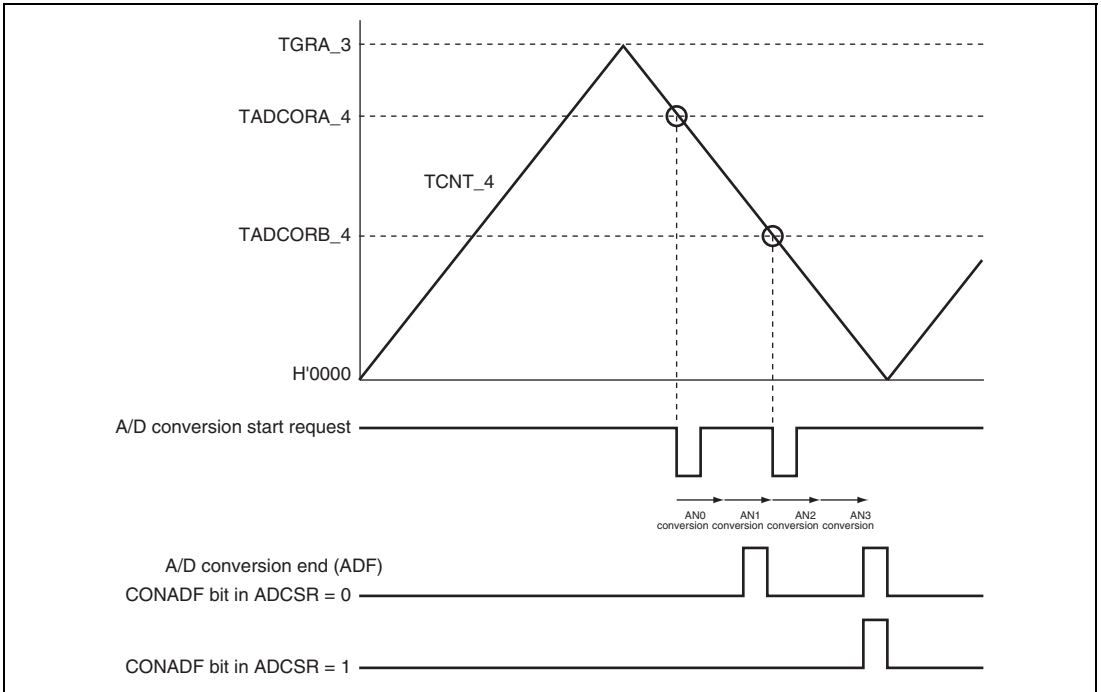 TGRA_3
TADCORA_4
TCNT_4
TADCORB_4
H'0000
A/D conversion start request
AN0 AN1 AN2 AN3
conversion conversion conversion conversion
A/D conversion end (ADF)
CONADF bit in ADCSR = 0
CONADF bit in ADCSR = 1